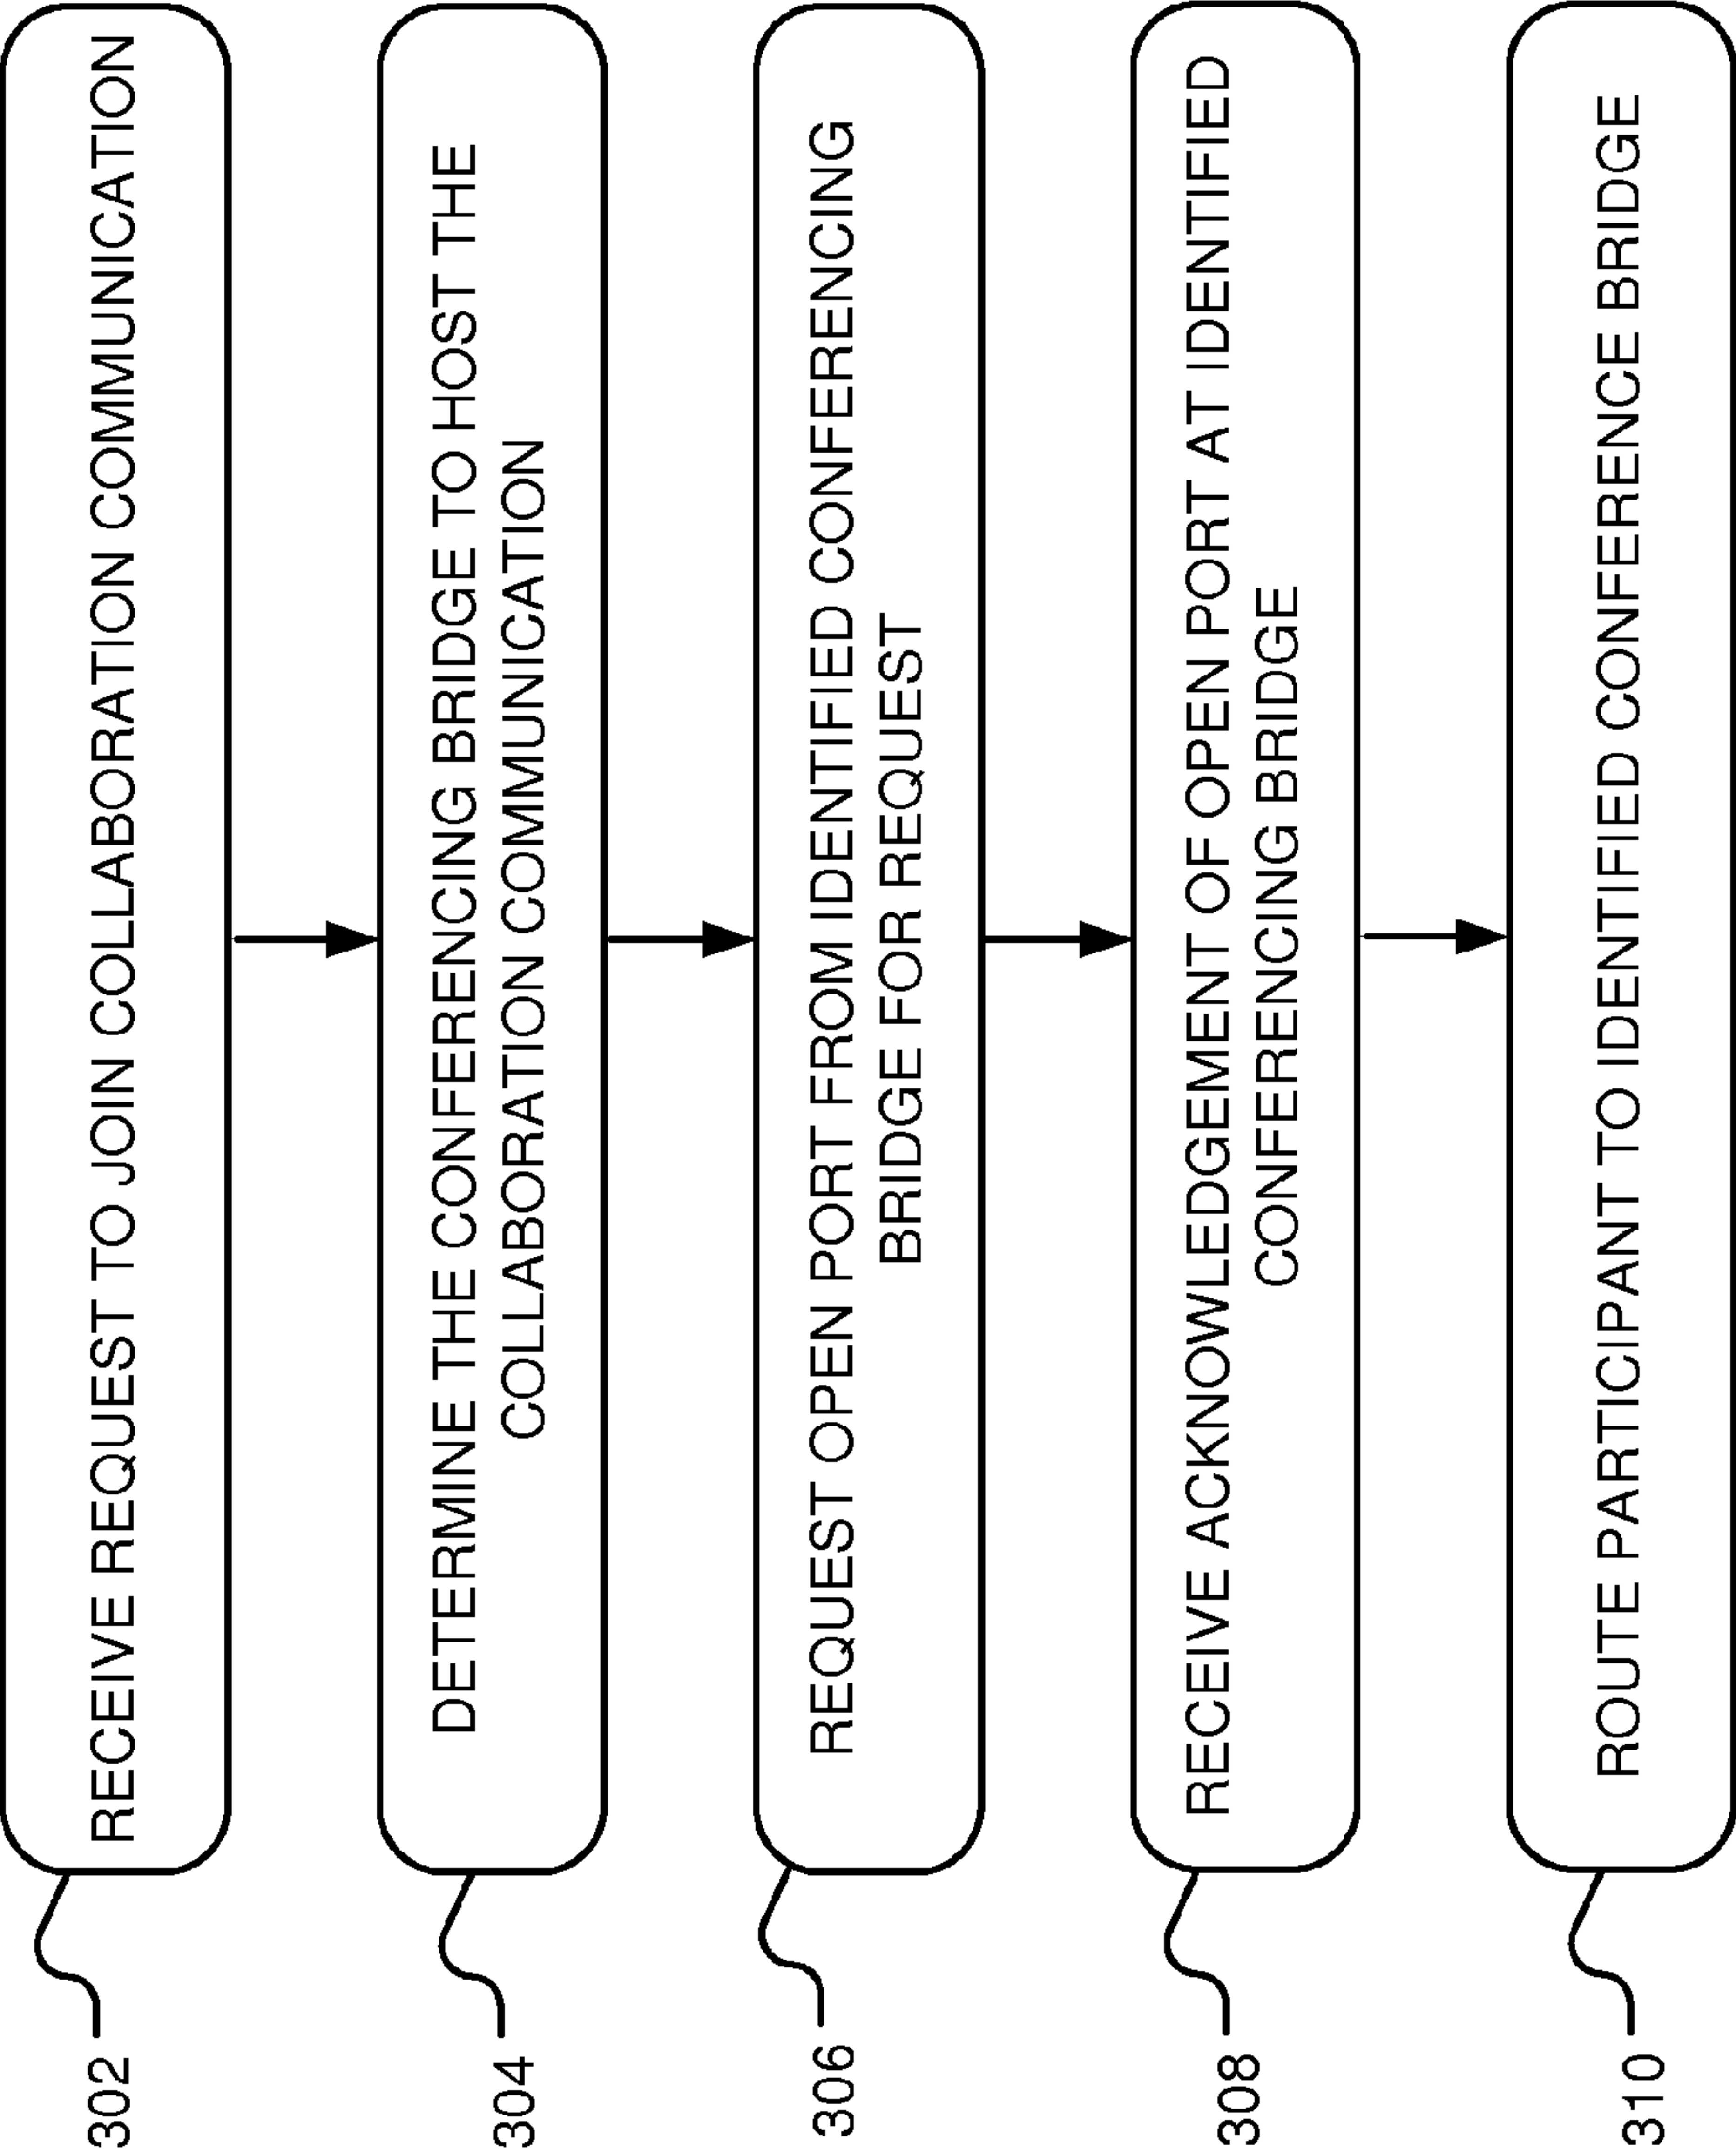 302
RECEIVE REQUEST TO JOIN COLLABORATION COMMUNICATION
304
DETERMINE THE CONFERENCING BRIDGE TO HOST THE
COLLABORATION COMMUNICATION
306
REQUEST OPEN PORT FROM IDENTIFIED CONFERENCING
BRIDGE FOR REQUEST
308
RECEIVE ACKNOWLEDGEMENT OF OPEN PORT AT IDENTIFIED
CONFERENCING BRIDGE
310
ROUTE PARTICIPANT TO IDENTIFIED CONFERENCE BRIDGE